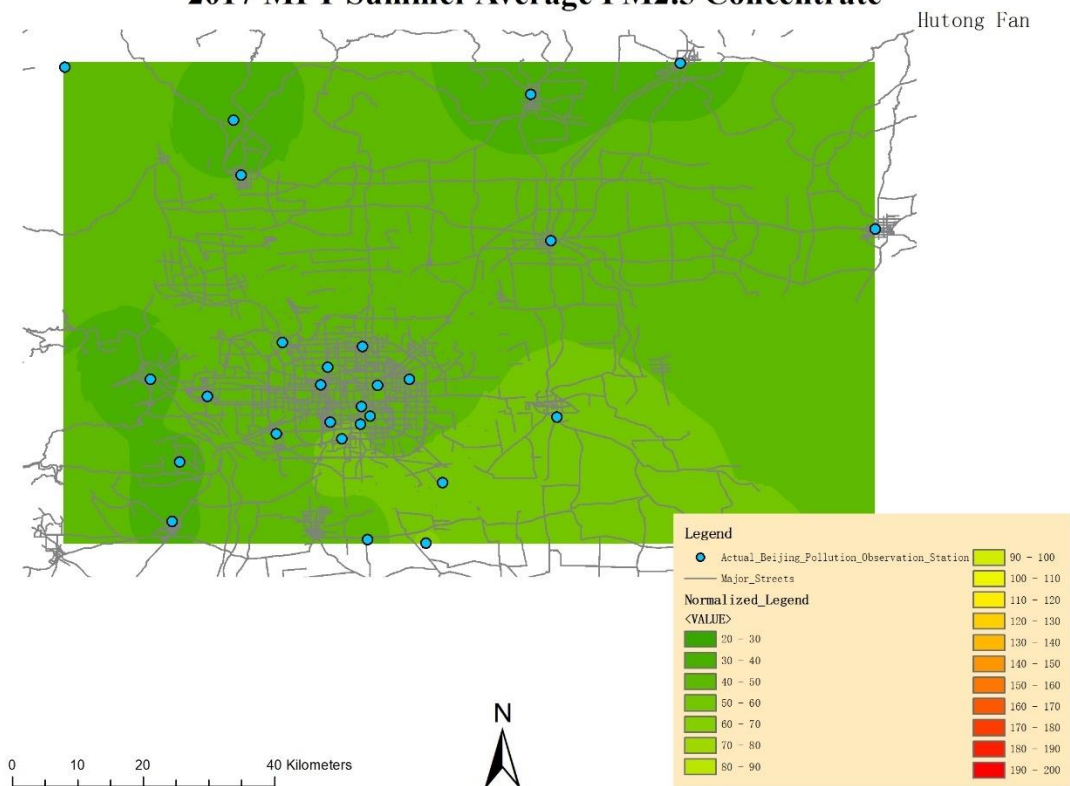 2017 MPT Summer Average PM2.5 Concentrate
Hutong Fan
Legend
Actual_Beijing_Pollution_Observation_Station
Major_Streets
Normalized_Legend
<VALUE>
20 - 30
30 - 40
40 - 50
50 - 60
60 - 70
70 - 80
80 - 90
90 - 100
100 - 110
110 - 120
120 - 130
130 - 140
140 - 150
150 - 160
160 - 170
170 - 180
180 - 190
190 - 200
N
0 10 20 40 Kilometers